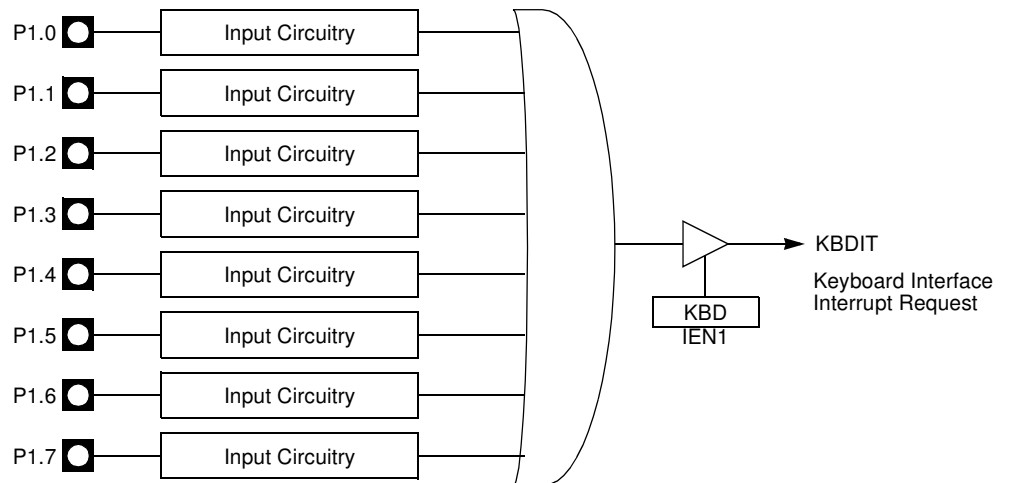 P1.0 Input Circuitry
P1.1 Input Circuitry
P1.2 Input Circuitry
P1.3 Input Circuitry
KBDIT
P1.4 Input Circuitry
Keyboard Interface
Interrupt Request
KBD
IEN1
P1.5 Input Circuitry
P1.6 Input Circuitry
P1.7 Input Circuitry